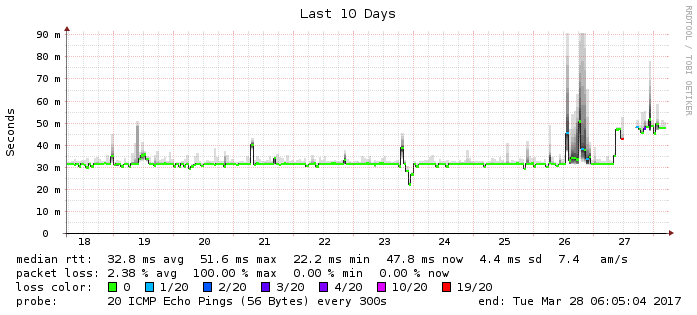 Last 10 Days
RRDTOOL / TOBI OETIKER
Seconds
90 m
80 m
70 m
60 m
50 m
40 m
30 m
20 m
10 m
0
18 19 20 21 22 23 24 25 26 27
median rtt: 32.8 ms avg 51.6 ms max 22.2 ms min 47.8 ms now 4.4 ms sd 7.4 am/s
packet loss: 2.38 % avg 100.00 % max 0.00 % min 0.00 % now
loss color: 0 1/20 2/20 3/20 4/20 10/20 19/20
probe: 20 ICMP Echo Pings (56 Bytes) every 300s end: Tue Mar 28 06:05:04 2017